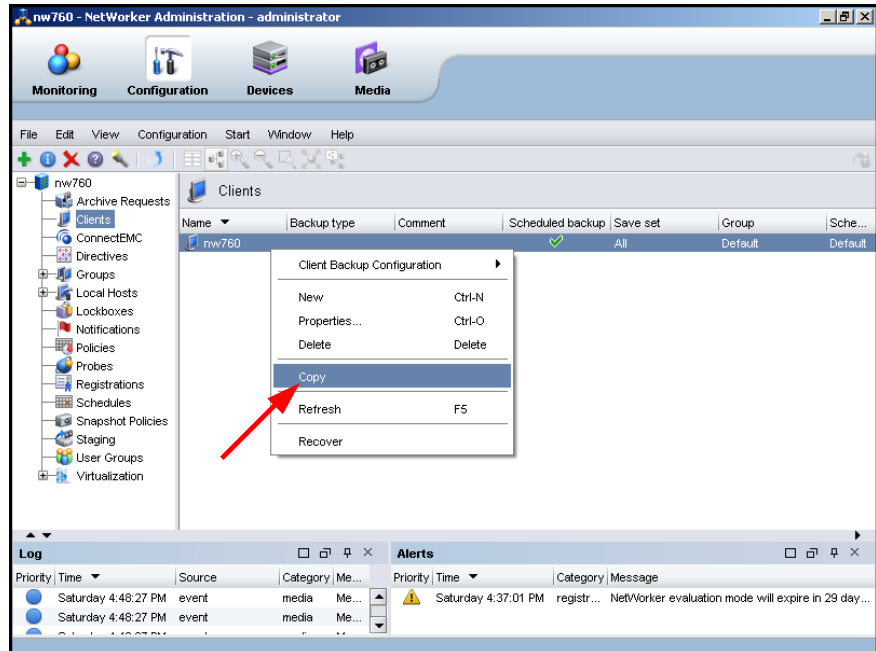 nw760 - NetWorker Administration - administrator
Monitoring Configuration Devices Media
File Edit View Configuration Start Window Help
nw760
Archive Requests
Clients
ConnectEMC
Directives
Groups
Local Hosts
Lockboxes
Notifications
Policies
Probes
Registrations
Schedules
Snapshot Policies
Staging
User Groups
Virtualization
Clients
Name Backup type Comment Scheduled backup Save set Group Sche...
nw760 All Default Default
Client Backup Configuration
New Ctrl-N
Properties... Ctrl-O
Delete Delete
Copy
Refresh F5
Recover
Log
Priority Time Source Category Me...
Saturday 4:48:27 PM event media Me...
Saturday 4:48:27 PM event media Me...
Alerts
Priority Time Category Message
Saturday 4:37:01 PM registr... NetWorker evaluation mode will expire in 29 day...